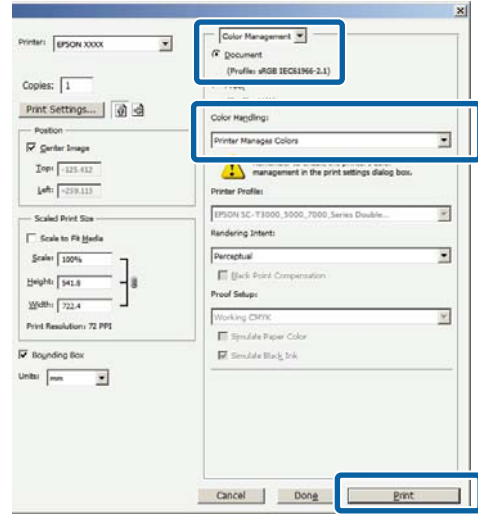 Printer: EPSON XXXX
Copies: 1
Print Settings...
Position
Center Image
Top: -125.412
Left: -259.113
Scaled Print Size
Scale to Fit Media
Scale: 100%
Height: 541.8
Width: 722.4
Print Resolution: 72 PPI
Bounding Box
Units: mm
Color Management
Document
(Profile: sRGB IEC61966-2.1)
Color Handling:
Printer Manages Colors
management in the print settings dialog box.
Printer Profile:
EPSON SC-T3000_5000_7000_Series Double...
Rendering Intent:
Perceptual
Black Point Compensation
Proof Setup:
Working CMYK
Simulate Paper Color
Simulate Black Ink
Cancel
Done
Print